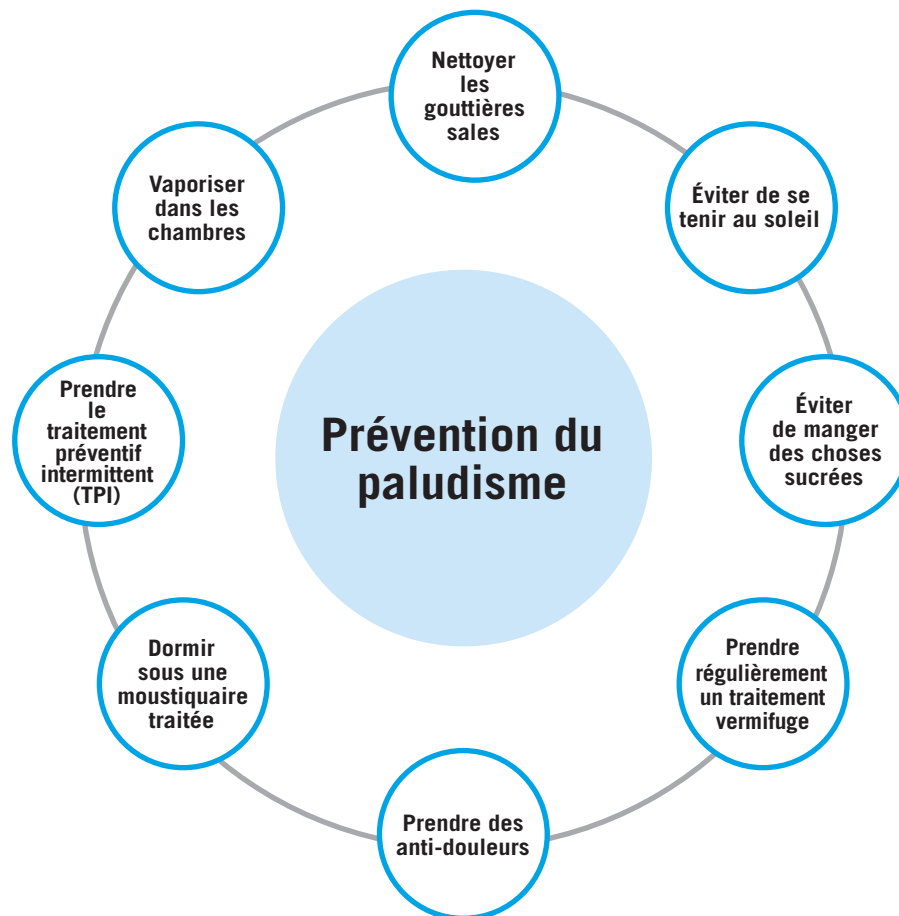 Prévention du
paludisme
Nettoyer
les
gouttières
sales
Éviter de se
tenir au soleil
Éviter
de manger
des choses
sucrées
Prendre
régulièrement
un traitement
vermifuge
Prendre des
anti-douleurs
Dormir
sous une
moustiquaire
traitée
Prendre
le
traitement
préventif
intermittent
(TPI)
Vaporiser
dans les
chambres